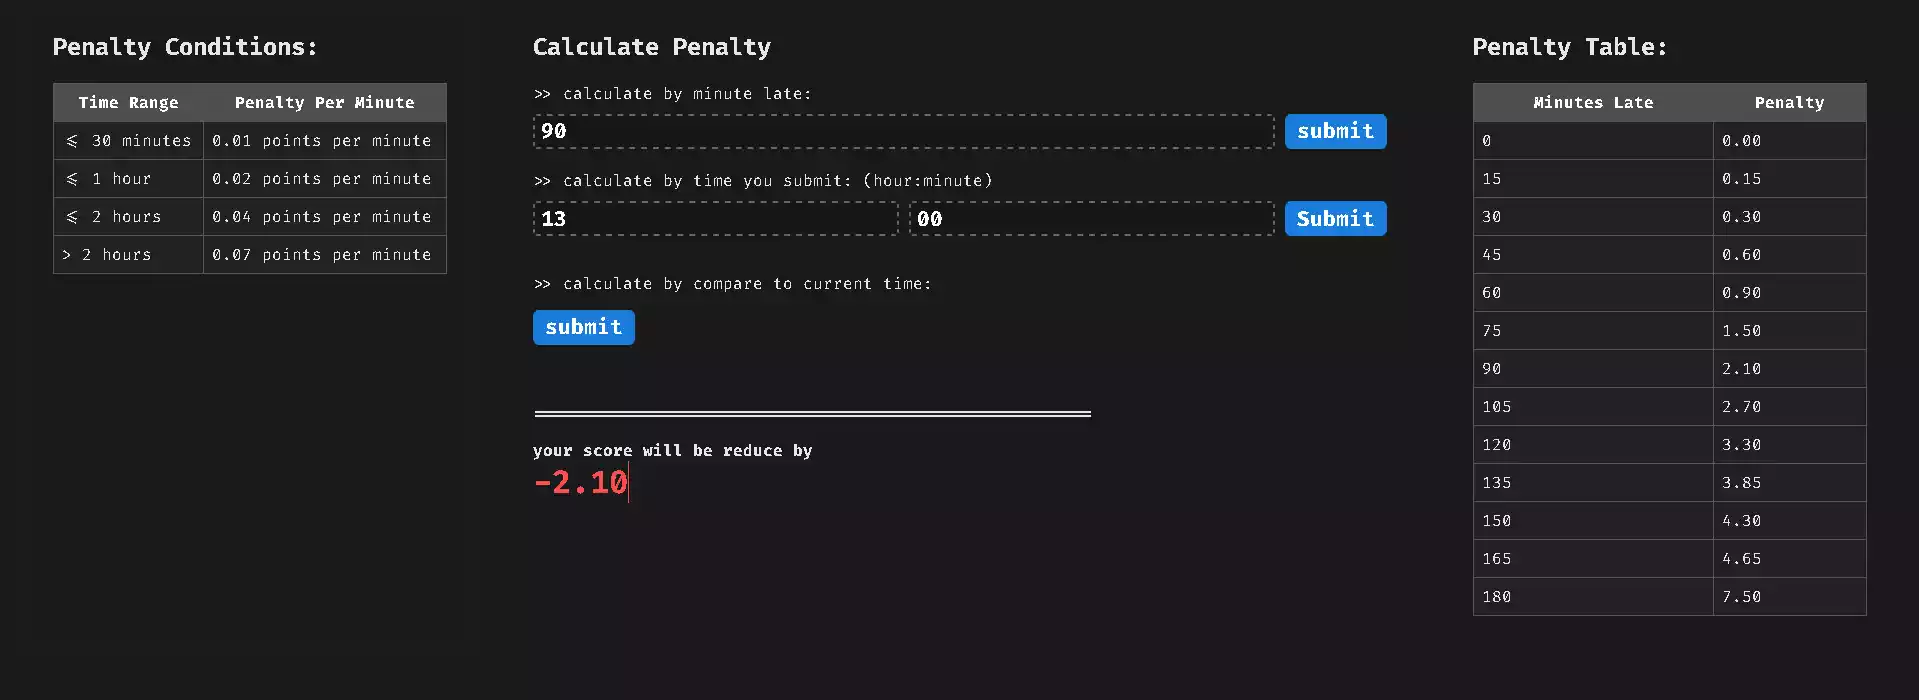 Penalty Conditions:
Time Range Penalty Per Minute
≤ 30 minutes 0.01 points per minute
≤ 1 hour 0.02 points per minute
≤ 2 hours 0.04 points per minute
> 2 hours 0.07 points per minute
Calculate Penalty
>> calculate by minute late:
90 submit
>> calculate by time you submit: (hour:minute)
13 00 Submit
>> calculate by compare to current time:
submit
your score will be reduce by
-2.10
Penalty Table:
Minutes Late Penalty
0 0.00
15 0.15
30 0.30
45 0.60
60 0.90
75 1.50
90 2.10
105 2.70
120 3.30
135 3.85
150 4.30
165 4.65
180 7.50